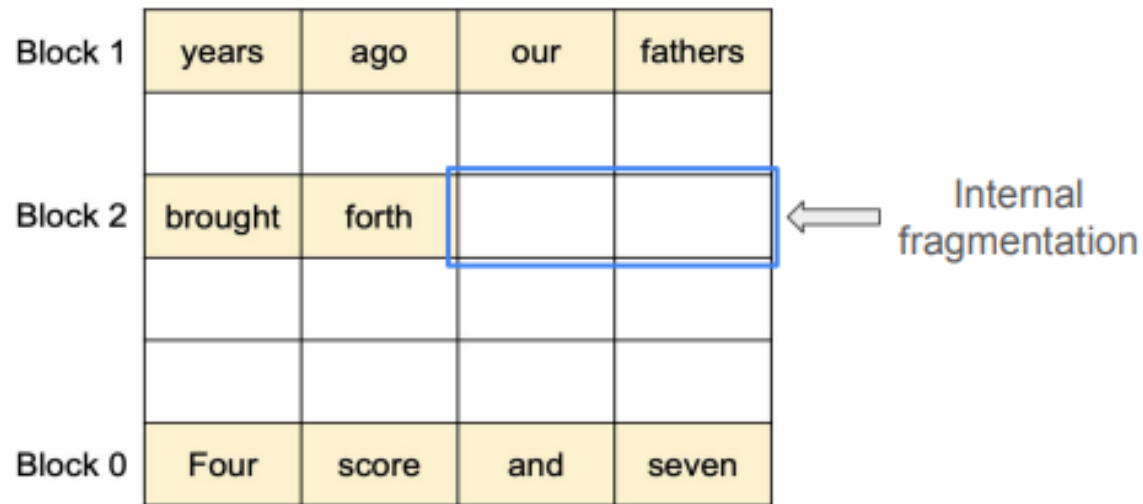 Block 1 years ago our fathers
Block 2 brought forth
Internal
fragmentation
Block 0 Four score and seven